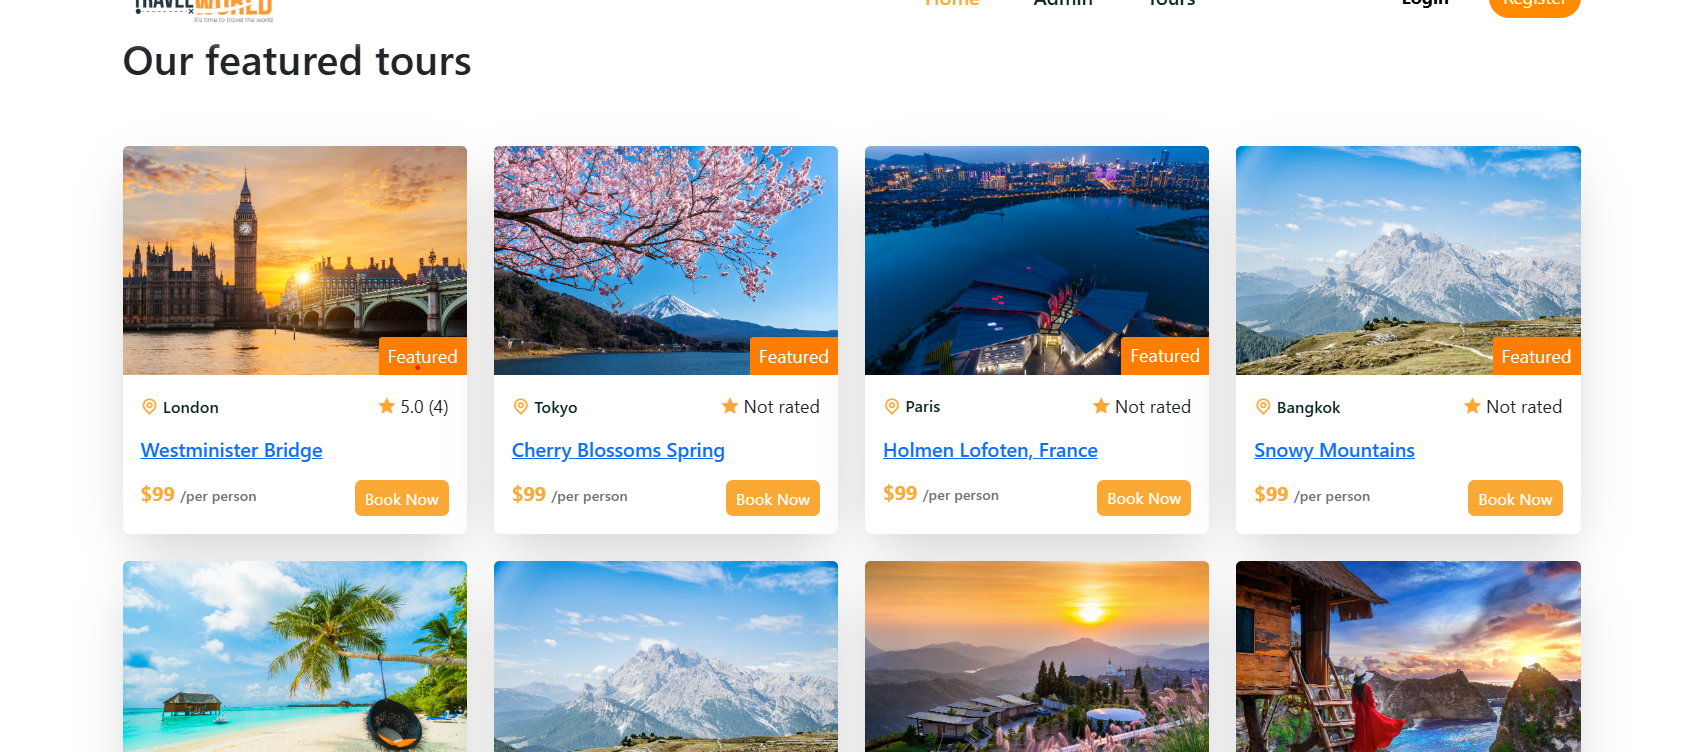 TRAVEL WORLD
it's time to travel the world
Home Admin Tours Login Register
Our featured tours
Featured Featured Featured Featured
London 5.0 (4) Tokyo Not rated Paris Not rated Bangkok Not rated
Westminister Bridge Cherry Blossoms Spring Holmen Lofoten, France Snowy Mountains
$99 /per person Book Now $99 /per person Book Now $99 /per person Book Now $99 /per person Book Now